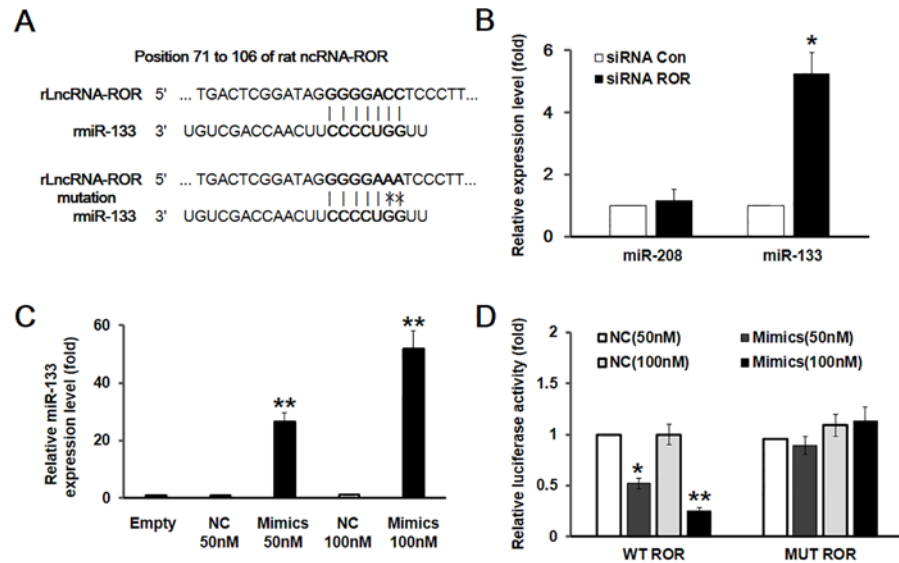 A
Position 71 to 106 of rat ncRNA-ROR
rLncRNA-ROR 5' ... TGACTCGGATAGGGGGACCTCCCTT...
rmiR-133 3' UGUCGACCAACUUCCCCUGGUU
rLncRNA-ROR 5' ... TGACTCGGATAGGGGGAAATCCCTT...
mutation
rmiR-133 3' UGUCGACCAACUUCCCCUGGUU
B
Relative expression level (fold)
8
6
4
2
0
siRNA Con
siRNA ROR
*
miR-208 miR-133
C
Relative miR-133
expression level (fold)
60
40
20
0
**
**
Empty NC Mimics NC Mimics
50nM 50nM 100nM 100nM
D
Relative luciferase activity (fold)
2
1.5
1
0.5
0
NC(50nM) Mimics(50nM)
NC(100nM) Mimics(100nM)
*
**
WT ROR MUT ROR